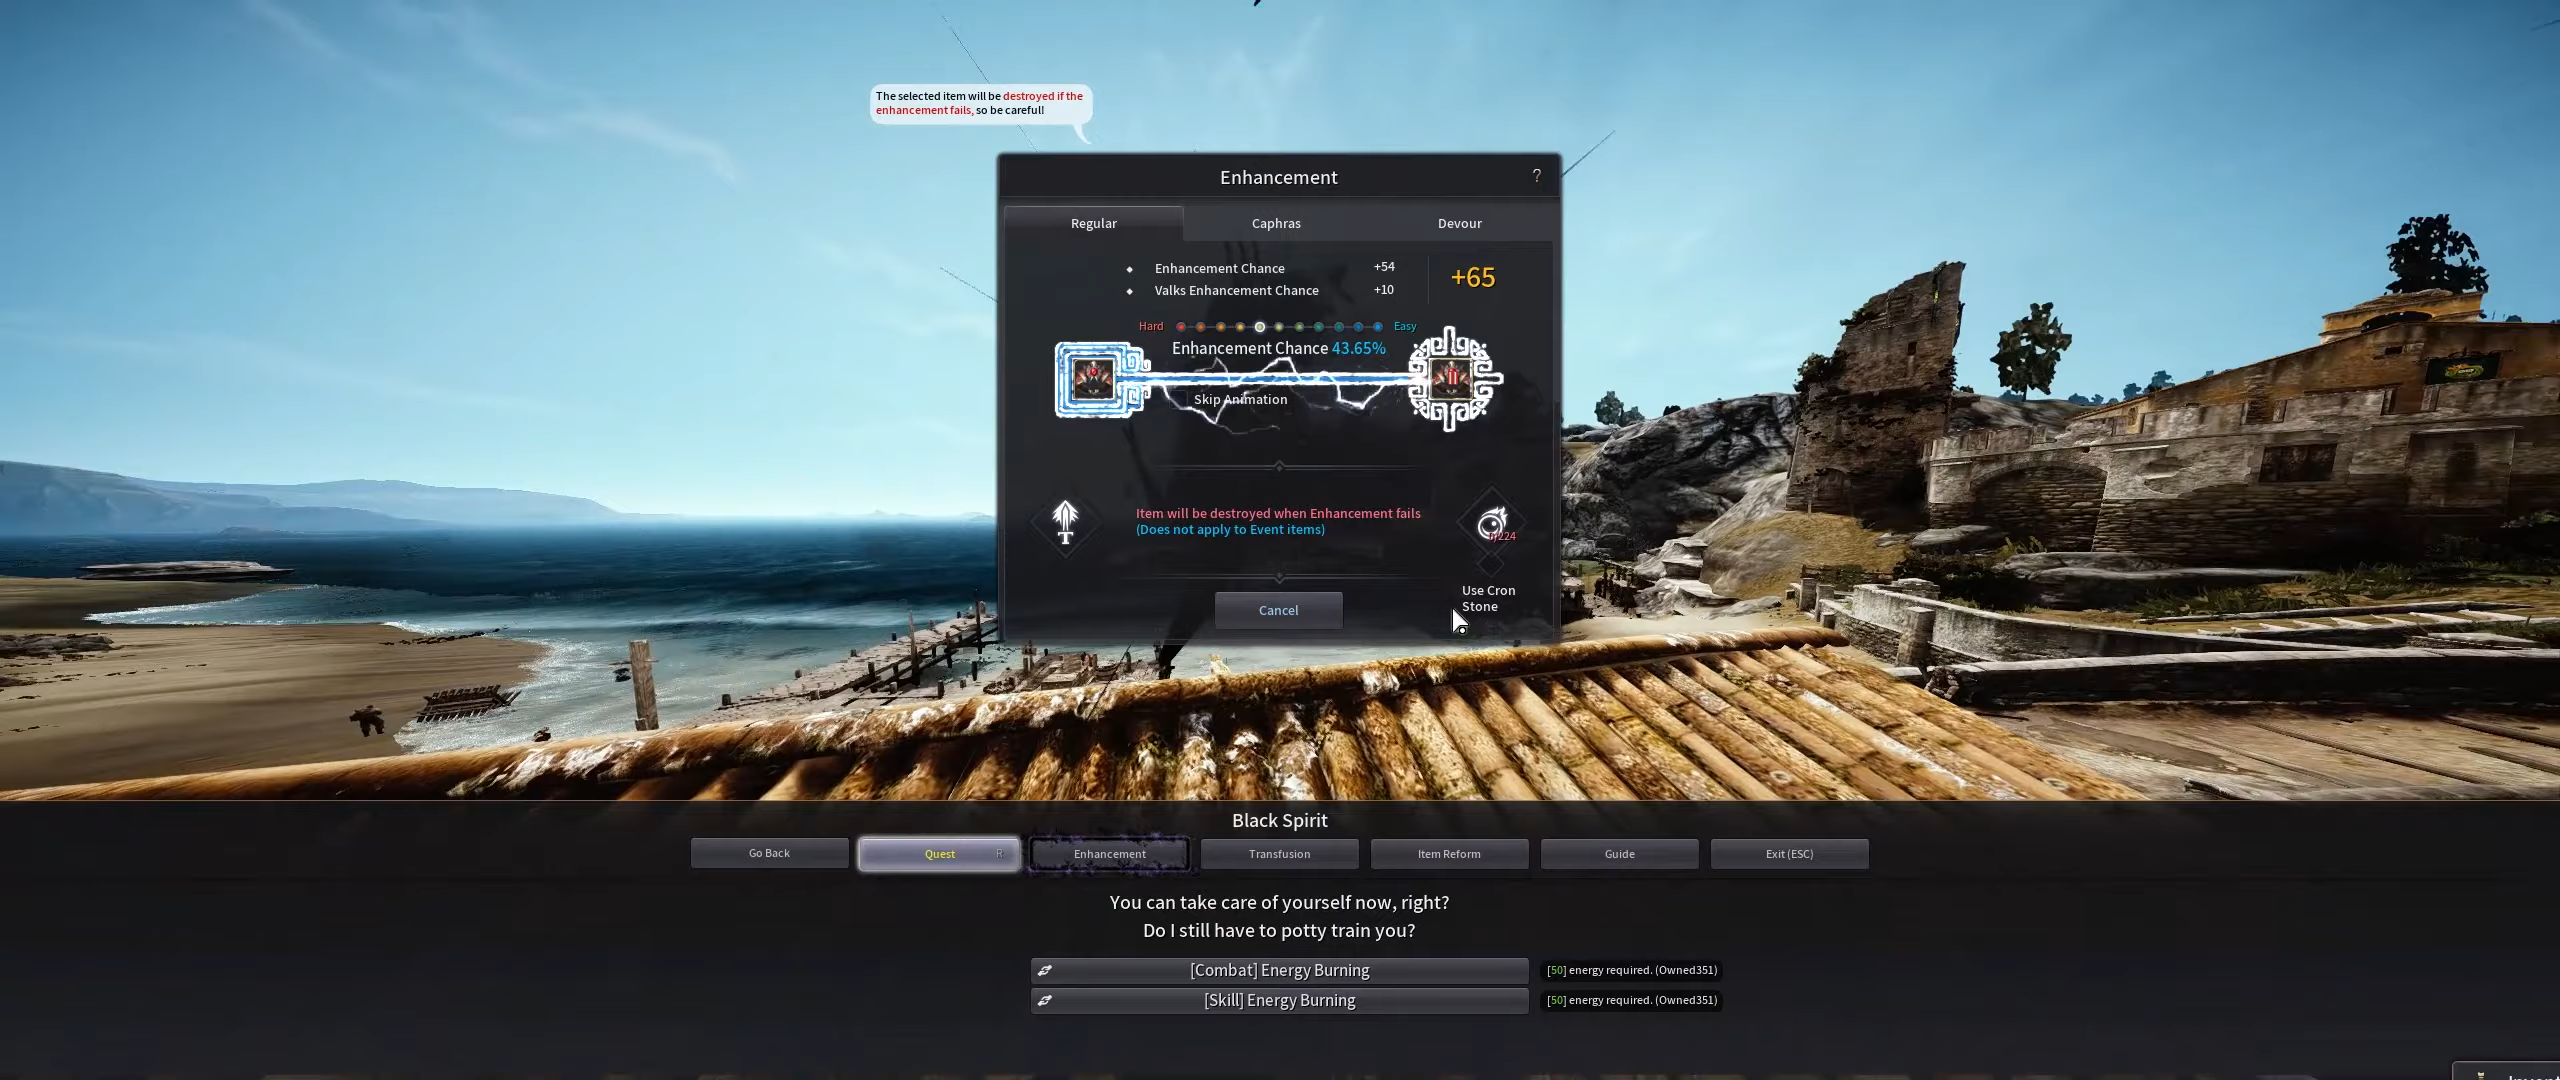 The selected item will be destroyed if the
enhancement fails, so be careful!
Enhancement
?
Regular
Caphras
Devour
Enhancement Chance +54
Valks Enhancement Chance +10
+65
Hard
Easy
Enhancement Chance 43.65%
Skip Animation
Item will be destroyed when Enhancement fails
(Does not apply to Event items)
Use Cron
Stone
Cancel
Black Spirit
Go Back
Quest R
Enhancement
Transfusion
Item Reform
Guide
Exit (ESC)
You can take care of yourself now, right?
Do I still have to potty train you?
[Combat] Energy Burning
[50] energy required. (Owned351)
[Skill] Energy Burning
[50] energy required. (Owned351)